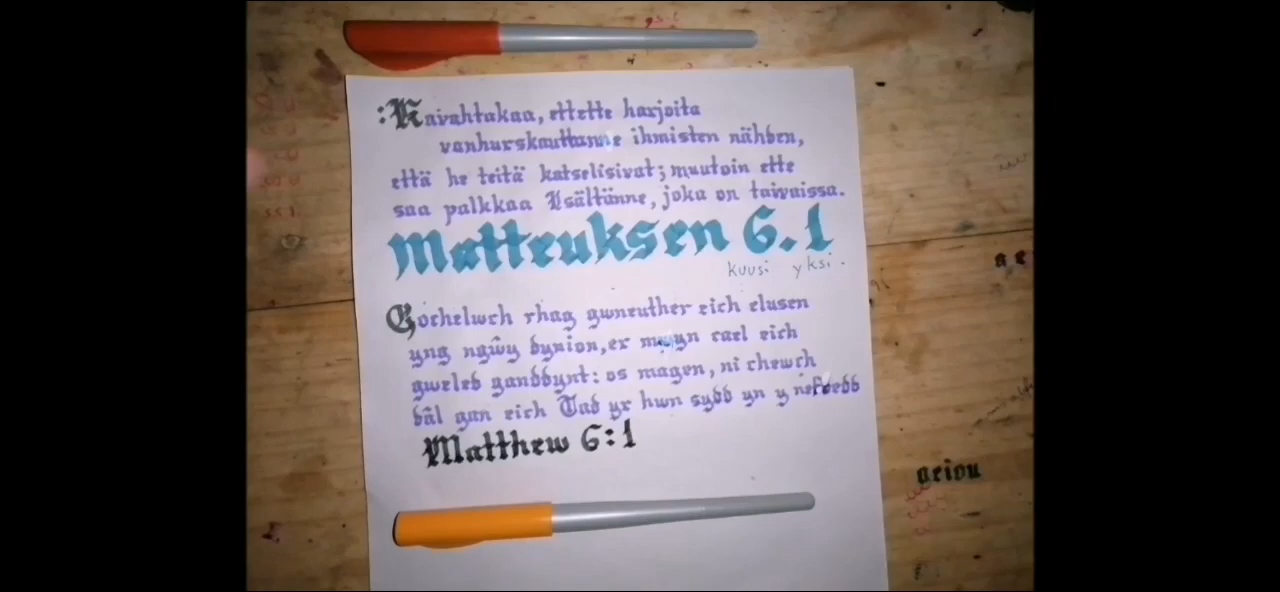 :Kavahtakaa, ettette harjoita
vanhurskauttanne ihmisten nähden,
että he teitä katselisivat; muutoin ette
saa palkkaa Isältänne, joka on taivaissa.
Matteuksen 6.1
kuusi yksi.
Gochelwch rhag gwneuther eich elusen
yng ngŵy dynion, er mwyn cael eich
gweled ganddynt: os magen, ni chewch
dâl gan eich Tad yr hwn sydd yn y nefoedd
Matthew 6:1
aeiou